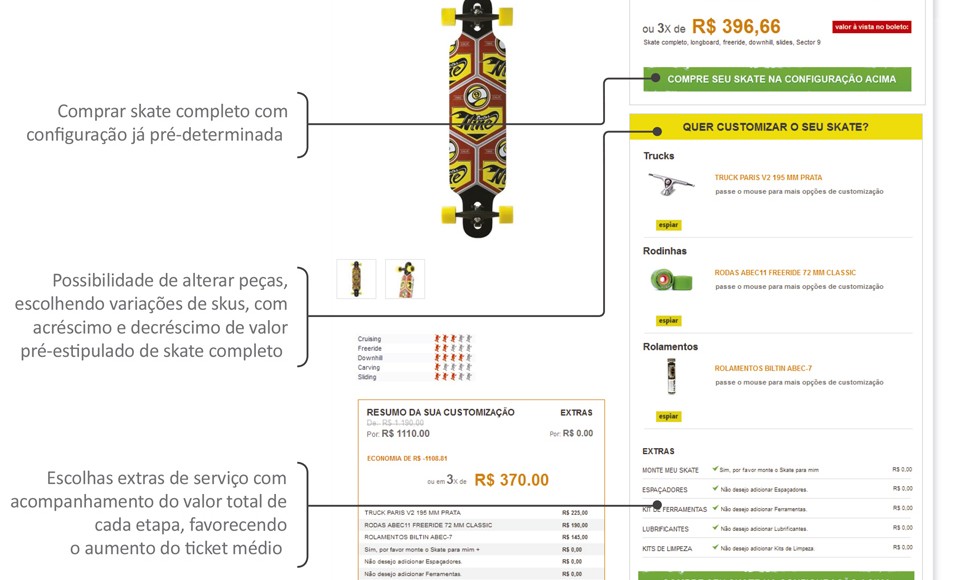 Comprar skate completo com
configuração já pré-determinada
Possibilidade de alterar peças,
escolhendo variações de skus, com
acréscimo e decréscimo de valor
pré-estipulado de skate completo
Escolhas extras de serviço com
acompanhamento do valor total de
cada etapa, favorecendo
o aumento do ticket médio
Nine
Cruising
Freeride
Downhill
Carving
Sliding
RESUMO DA SUA CUSTOMIZAÇÃO EXTRAS
De: R$ 1.190.00
Por: R$ 1110.00 Por: R$ 0.00
ECONOMIA DE R$ -1108.81
ou em 3x de R$ 370.00
TRUCK PARIS V2 195 MM PRATA R$ 225,00
RODAS ABEC11 FREERIDE 72 MM CLASSIC R$ 190,00
ROLAMENTOS BILTIN ABEC-7 R$ 145,00
Sim, por favor monte o Skate para mim + R$ 0,00
Não desejo adicionar Espaçadores. R$ 0,00
Não desejo adicionar Ferramentas. R$ 0,00
ou 3X de R$ 396,66 valor à vista no boleto:
Skate completo, longboard, freeride, downhill, slides, Sector 9
COMPRE SEU SKATE NA CONFIGURAÇÃO ACIMA
QUER CUSTOMIZAR O SEU SKATE?
Trucks
TRUCK PARIS V2 195 MM PRATA
passe o mouse para mais opções de customização
espiar
Rodinhas
RODAS ABEC11 FREERIDE 72 MM CLASSIC
passe o mouse para mais opções de customização
espiar
Rolamentos
ROLAMENTOS BILTIN ABEC-7
passe o mouse para mais opções de customização
espiar
EXTRAS
MONTE MEU SKATE Sim, por favor monte o Skate para mim R$ 0,00
ESPAÇADORES Não desejo adicionar Espaçadores. R$ 0,00
KIT DE FERRAMENTAS Não desejo adicionar Ferramentas. R$ 0,00
LUBRIFICANTES Não desejo adicionar Lubrificantes. R$ 0,00
KITS DE LIMPEZA Não desejo adicionar Kits de Limpeza. R$ 0,00